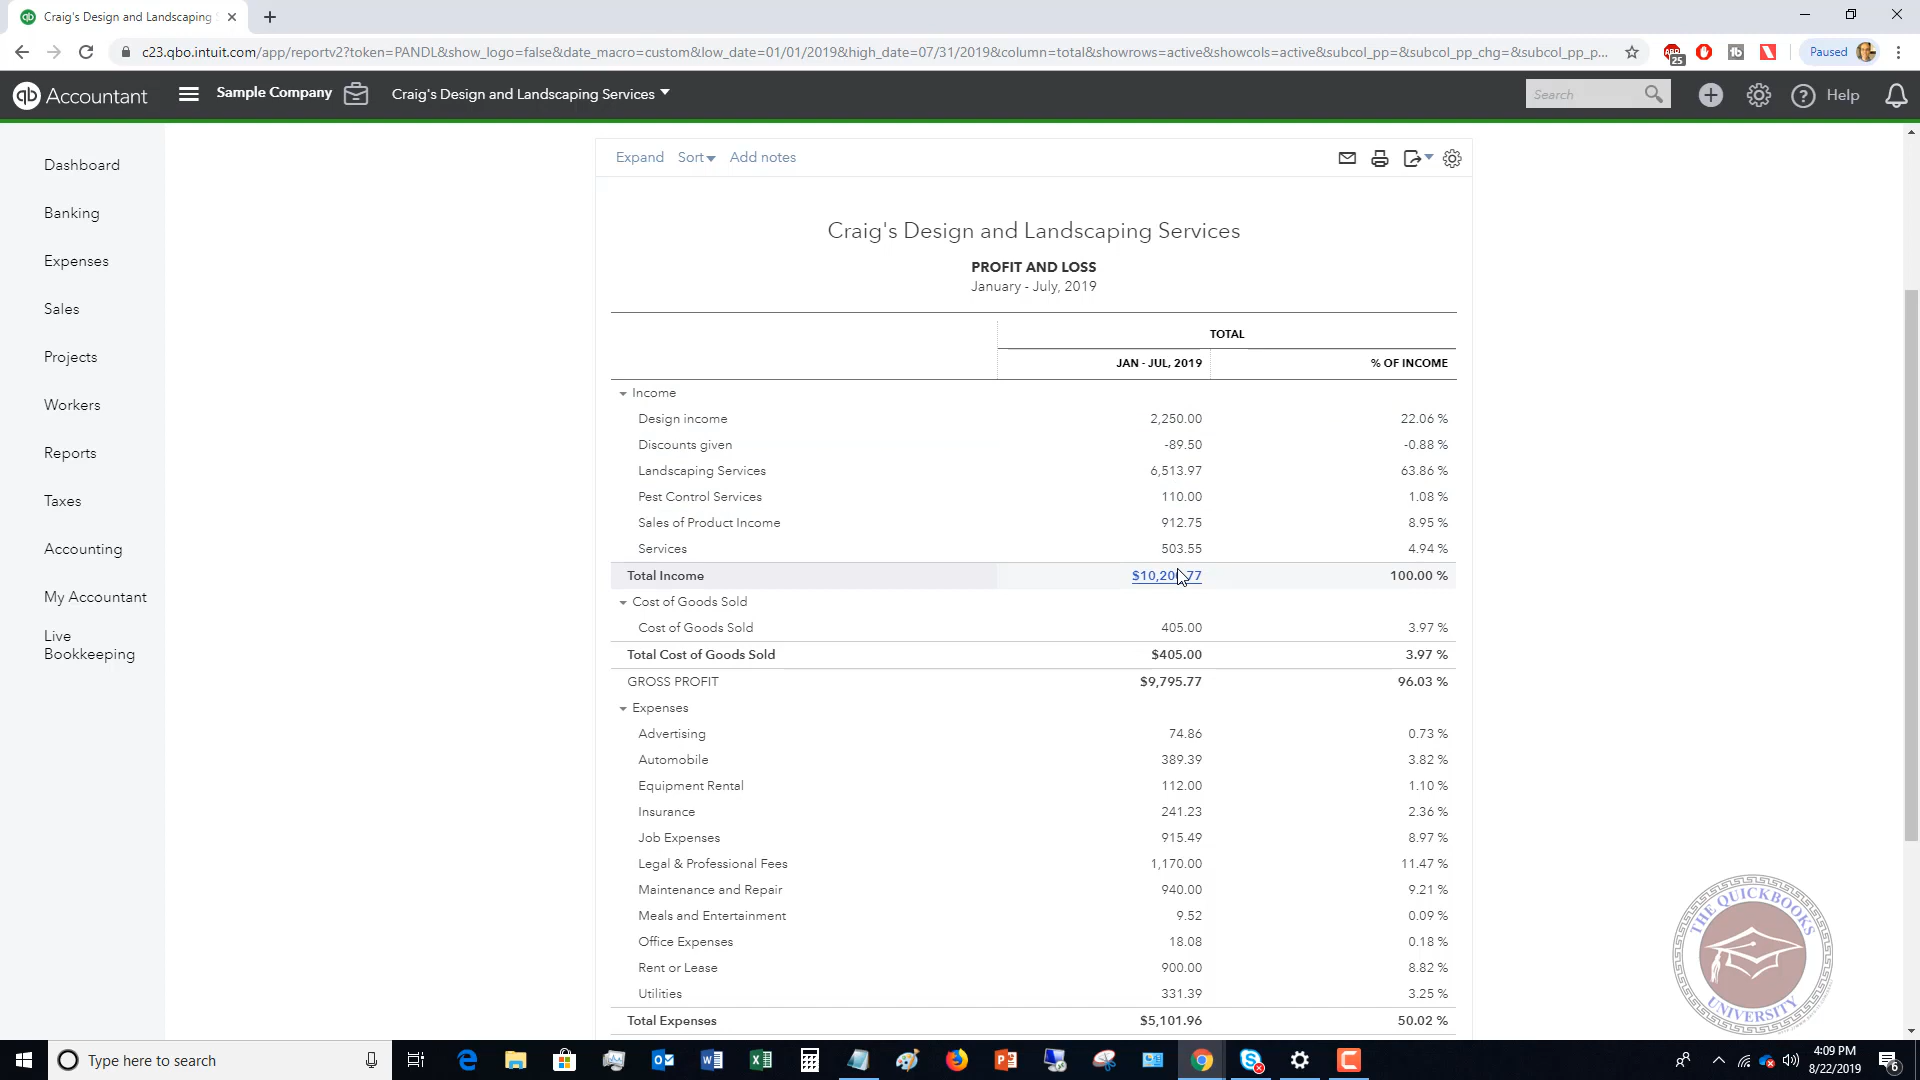 Craig's Design and Landscaping
c23.qbo.intuit.com/app/reportv2?token=PANDL&show_logo=false&date_macro=custom&low_date=01/01/2019&high_date=07/31/2019&column=total&showrows=active&showcols=active&subcol_pp=&subcol_pp_chg=&subcol_pp_p...
25
Paused
qb Accountant
Sample Company
Craig's Design and Landscaping Services
Search
Help
Dashboard
Banking
Expenses
Sales
Projects
Workers
Reports
Taxes
Accounting
My Accountant
Live
Bookkeeping
Expand Sort Add notes
Craig's Design and Landscaping Services
PROFIT AND LOSS
January - July, 2019
TOTAL
JAN - JUL, 2019 % OF INCOME
Income
Design income 2,250.00 22.06 %
Discounts given -89.50 -0.88 %
Landscaping Services 6,513.97 63.86 %
Pest Control Services 110.00 1.08 %
Sales of Product Income 912.75 8.95 %
Services 503.55 4.94 %
Total Income 100.00 %
Cost of Goods Sold
Cost of Goods Sold 405.00 3.97 %
Total Cost of Goods Sold $405.00 3.97 %
GROSS PROFIT $9,795.77 96.03 %
Expenses
Advertising 74.86 0.73 %
Automobile 389.39 3.82 %
Equipment Rental 112.00 1.10 %
Insurance 241.23 2.36 %
Job Expenses 915.49 8.97 %
Legal & Professional Fees 1,170.00 11.47 %
Maintenance and Repair 940.00 9.21 %
Meals and Entertainment 9.52 0.09 %
Office Expenses 18.08 0.18 %
Rent or Lease 900.00 8.82 %
Utilities 331.39 3.25 %
Total Expenses $5,101.96 50.02 %
THE QUICKBOOKS
UNIVERSITY
Type here to search
4:09 PM
8/22/2019
6